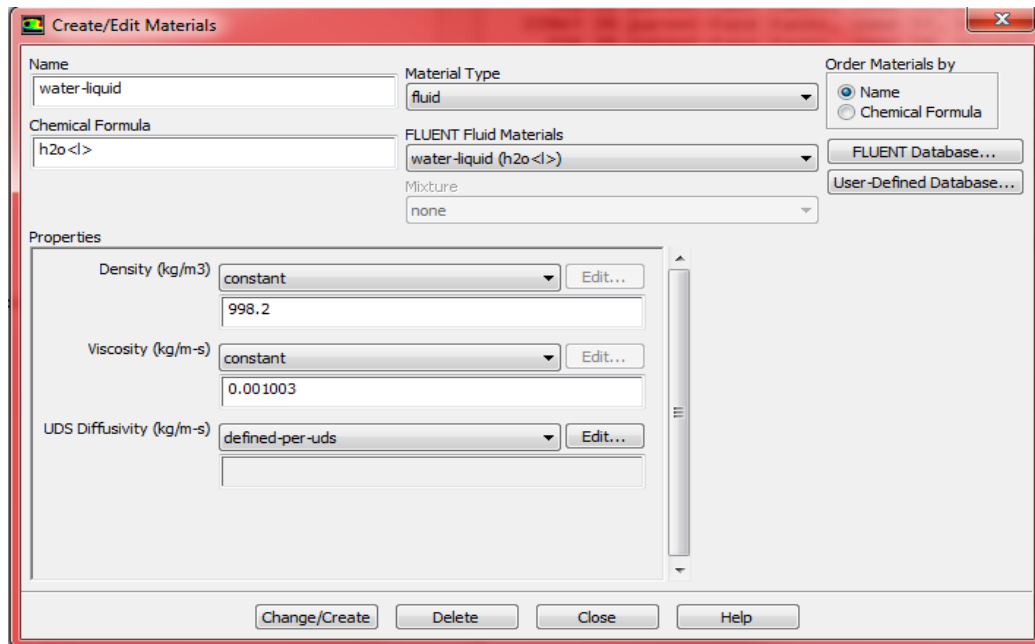 Create/Edit Materials
Name
water-liquid
Chemical Formula
h2o<l>
Material Type
fluid
FLUENT Fluid Materials
water-liquid (h2o<l>)
Mixture
none
Order Materials by
Name
Chemical Formula
FLUENT Database...
User-Defined Database...
Properties
Density (kg/m3) constant Edit...
998.2
Viscosity (kg/m-s) constant Edit...
0.001003
UDS Diffusivity (kg/m-s) defined-per-uds Edit...
Change/Create Delete Close Help